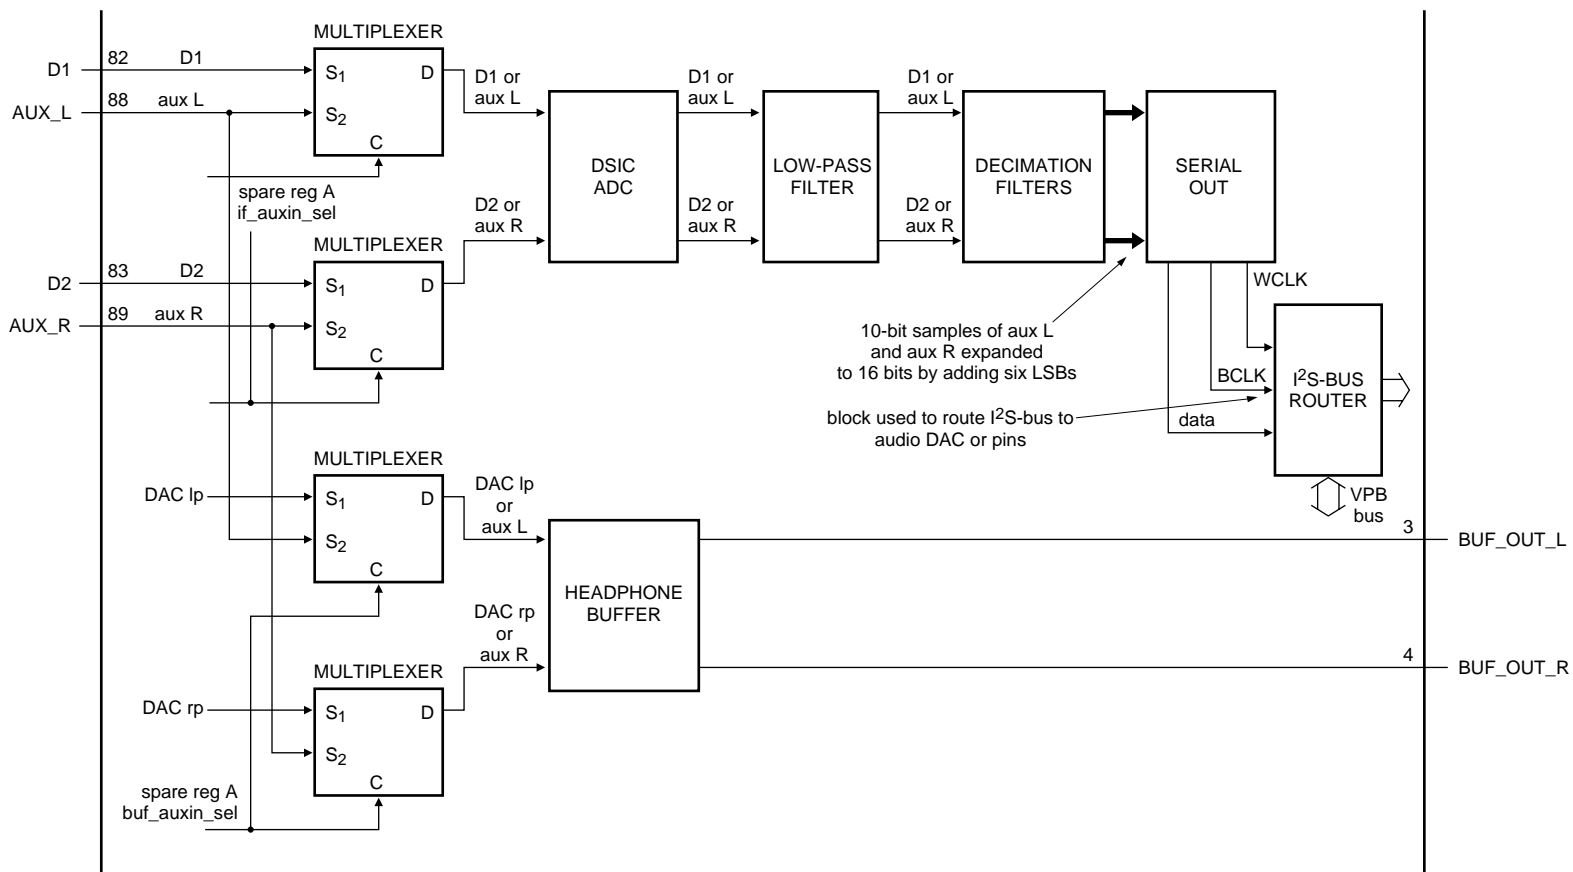 MULTIPLEXER
D1
82
D1
S1
D
AUX_L
88
aux L
S2
C
D1 or
aux L
DSIC
ADC
D1 or
aux L
LOW-PASS
FILTER
D1 or
aux L
DECIMATION
FILTERS
SERIAL
OUT
spare reg A
if_auxin_sel
D2 or
aux R
D2 or
aux R
D2 or
aux R
MULTIPLEXER
D2
83
D2
S1
D
AUX_R
89
aux R
S2
C
WCLK
10-bit samples of aux L
and aux R expanded
to 16 bits by adding six LSBs
BCLK
I2S-BUS
ROUTER
block used to route I2S-bus to
audio DAC or pins
data
VPB
bus
MULTIPLEXER
DAC lp
S1
D
S2
C
DAC lp
or
aux L
3
BUF_OUT_L
HEADPHONE
BUFFER
DAC rp
or
aux R
4
BUF_OUT_R
MULTIPLEXER
DAC rp
S1
D
S2
C
spare reg A
buf_auxin_sel